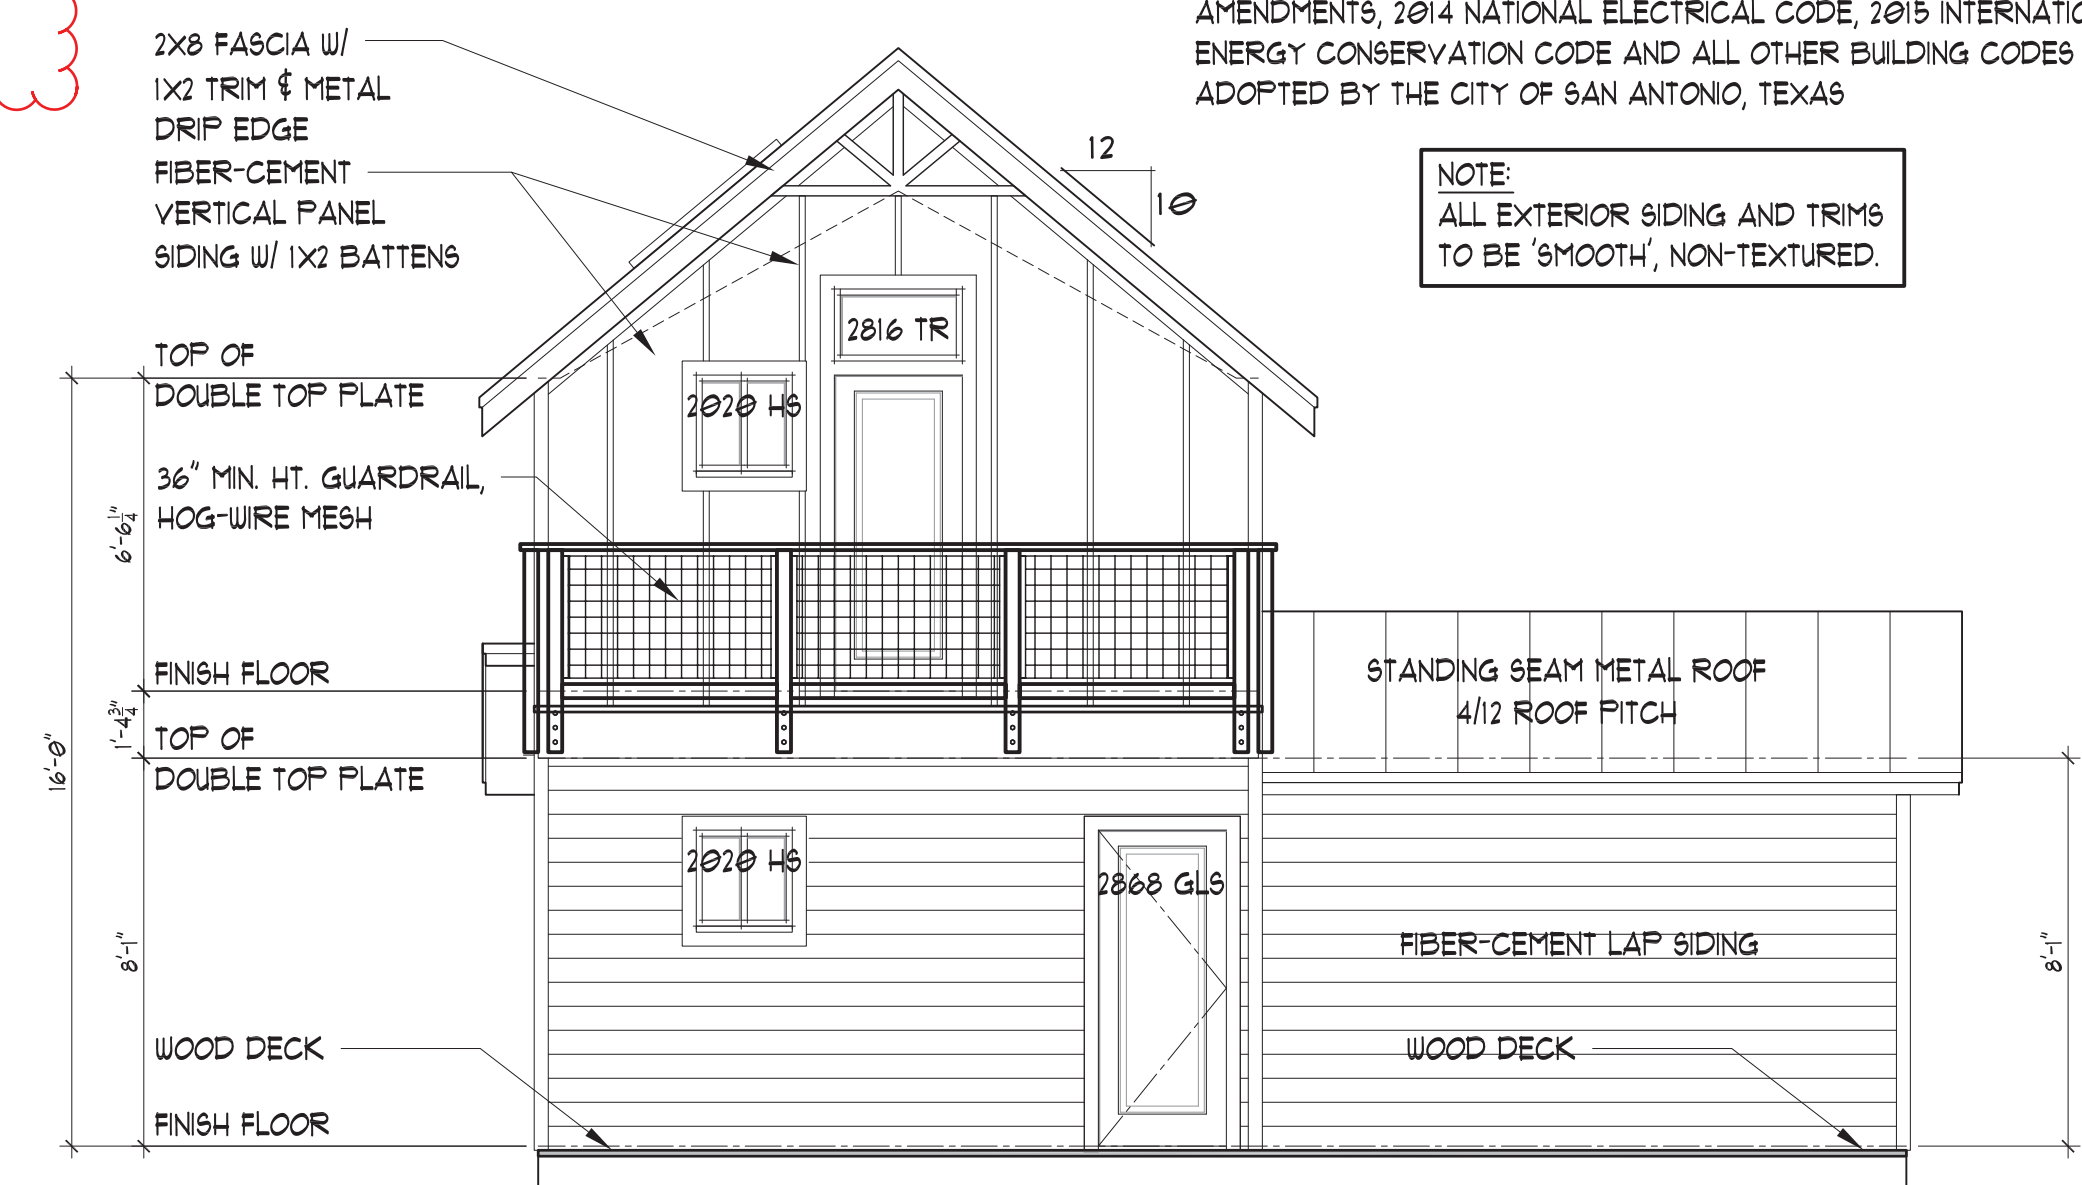 AMENDMENTS, 2014 NATIONAL ELECTRICAL CODE, 2015
ENERGY CONSERVATION CODE AND ALL OTHER BUILDING CODES
ADOPTED BY THE CITY OF SAN ANTONIO, TEXAS
2X8 FASCIA W/
1X2 TRIM & METAL
DRIP EDGE
FIBER-CEMENT
VERTICAL PANEL
SIDING W/ 1X2 BATTENS
12
10
NOTE:
ALL EXTERIOR SIDING AND TRIMS
TO BE 'SMOOTH', NON-TEXTURED.
2816 TR
TOP OF
DOUBLE TOP PLATE
2020 HS
36" MIN. HT. GUARDRAIL,
HOG-WIRE MESH
6'-6 1/4"
FINISH FLOOR
1'-4 3/4"
TOP OF
DOUBLE TOP PLATE
16'-0"
STANDING SEAM METAL ROOF
4/12 ROOF PITCH
2020 HS
2868 GLS
FIBER-CEMENT LAP SIDING
8'-1"
8'-1"
WOOD DECK
WOOD DECK
FINISH FLOOR